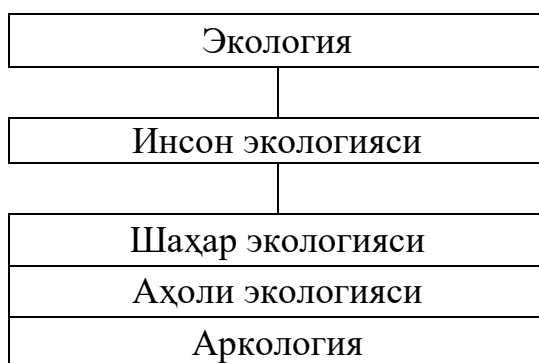 Экология
Инсон экологияси
Шаҳар экологияси
Аҳоли экологияси
Аркология